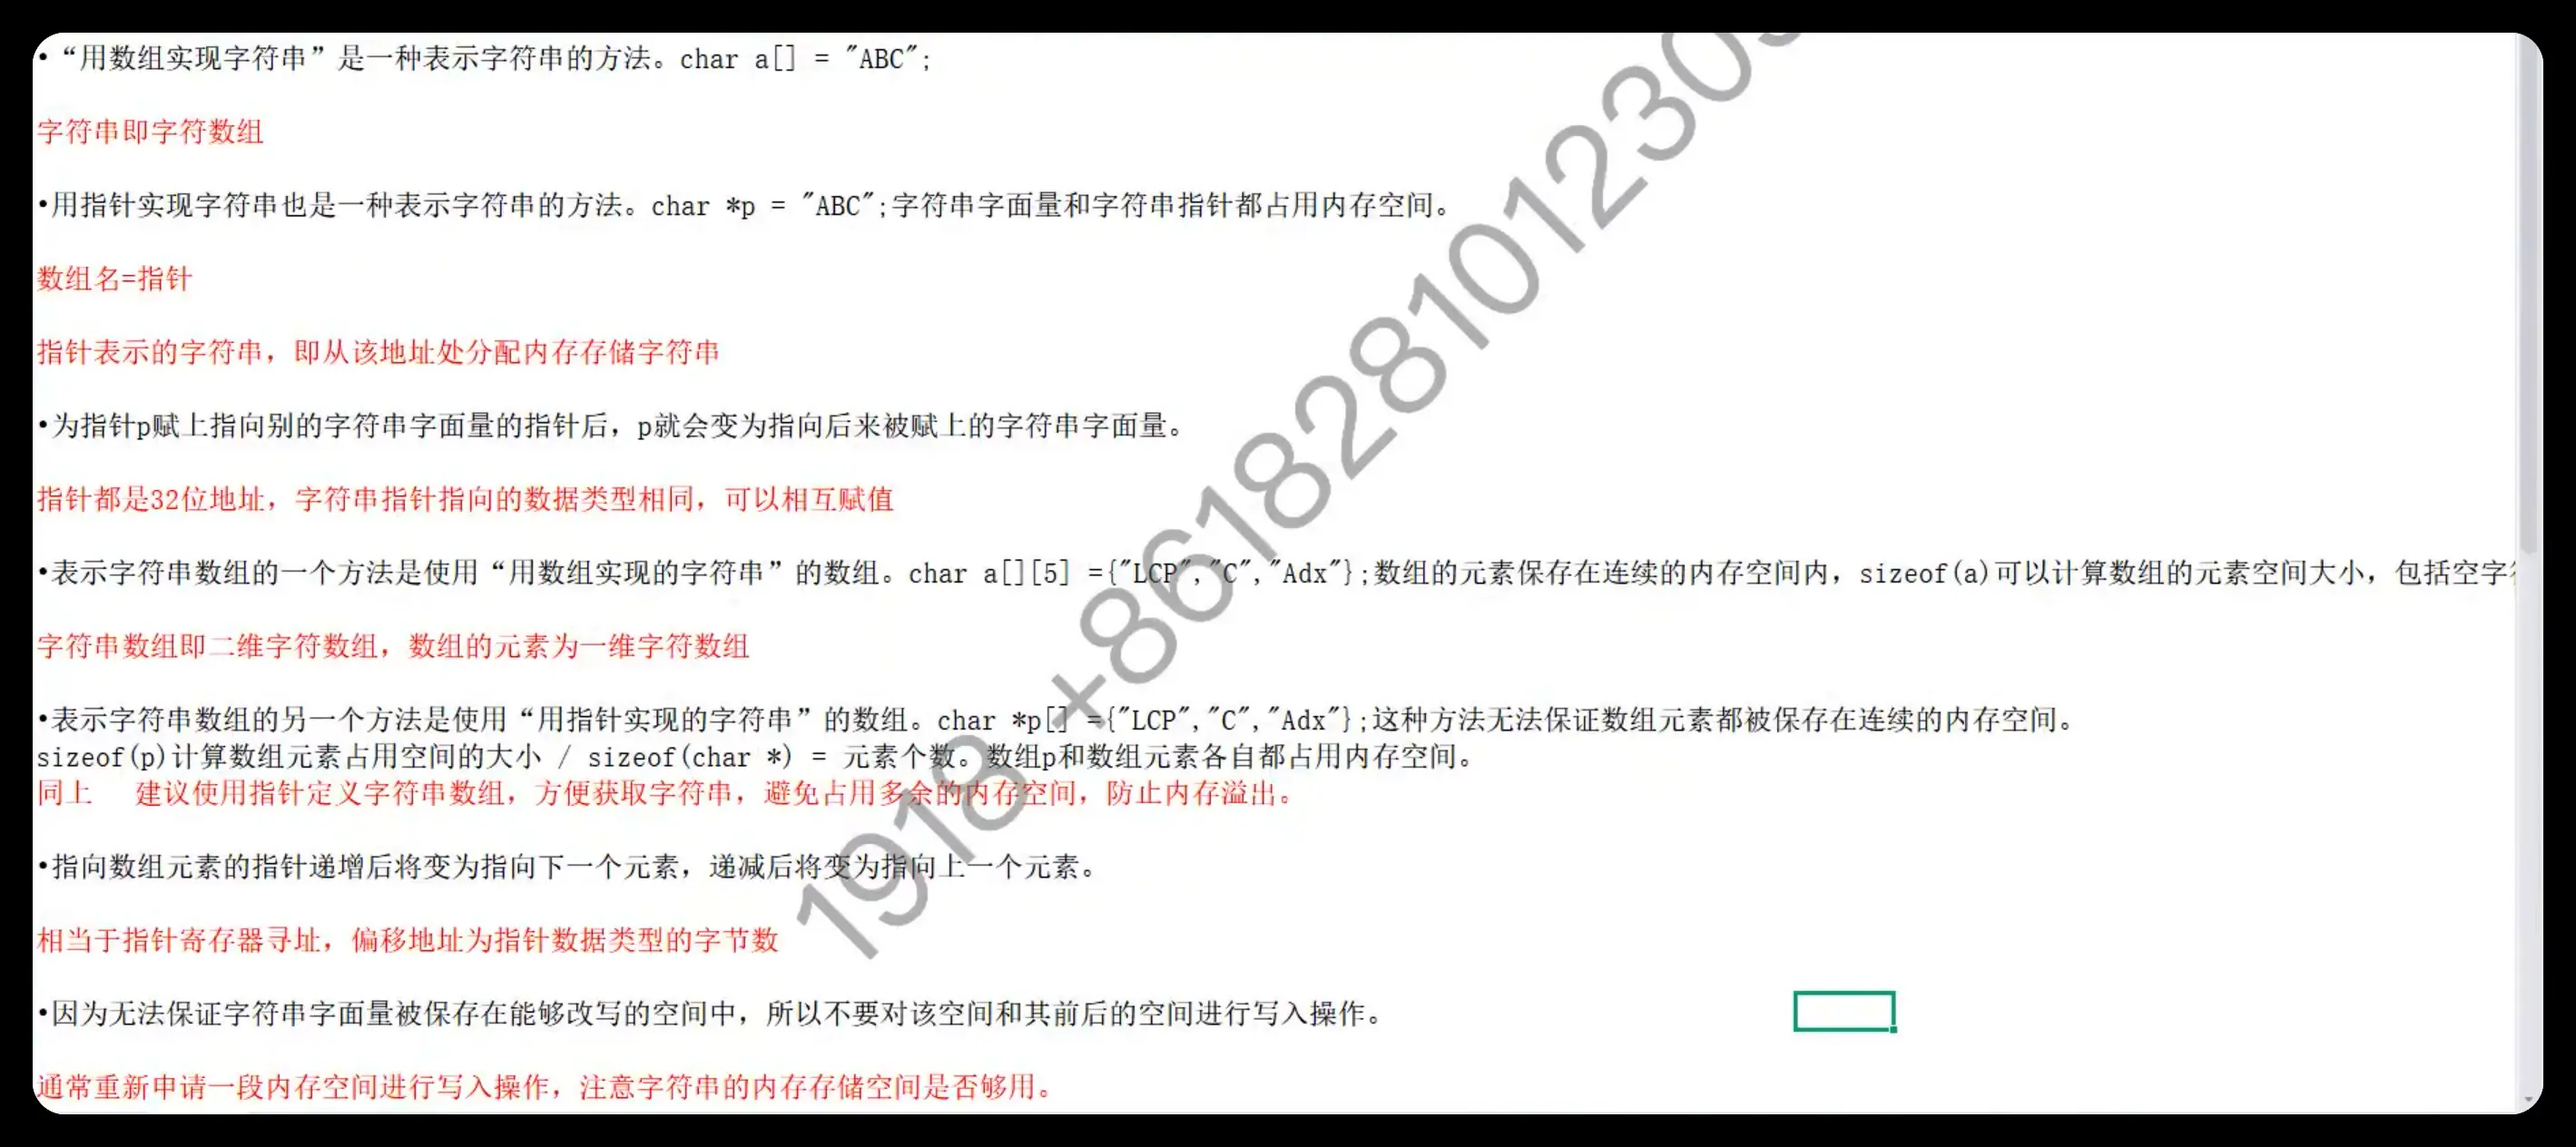 •“用数组实现字符串”是一种表示字符串的方法。char a[] = "ABC";
字符串即字符数组
•用指针实现字符串也是一种表示字符串的方法。char *p = "ABC";字符串字面量和字符串指针都占用内存空间。
数组名=指针
指针表示的字符串，即从该地址处分配内存存储字符串
•为指针p赋上指向别的字符串字面量的指针后，p就会变为指向后来被赋上的字符串字面量。
指针都是32位地址，字符串指针指向的数据类型相同，可以相互赋值
•表示字符串数组的一个方法是使用“用数组实现的字符串”的数组。char a[][5] ={"LCP","C","Adx"};数组的元素保存在连续的内存空间内，sizeof(a)可以计算数组的元素空间大小，包括空字
字符串数组即二维字符数组，数组的元素为一维字符数组
•表示字符串数组的另一个方法是使用“用指针实现的字符串”的数组。char *p[] ={"LCP","C","Adx"};这种方法无法保证数组元素都被保存在连续的内存空间。
sizeof(p)计算数组元素占用空间的大小 / sizeof(char *) = 元素个数。数组p和数组元素各自都占用内存空间。
同上 建议使用指针定义字符串数组，方便获取字符串，避免占用多余的内存空间，防止内存溢出。
•指向数组元素的指针递增后将变为指向下一个元素，递减后将变为指向上一个元素。
相当于指针寄存器寻址，偏移地址为指针数据类型的字节数
•因为无法保证字符串字面量被保存在能够改写的空间中，所以不要对该空间和其前后的空间进行写入操作。
通常重新申请一段内存空间进行写入操作，注意字符串的内存存储空间是否够用。
1918 +861828101230